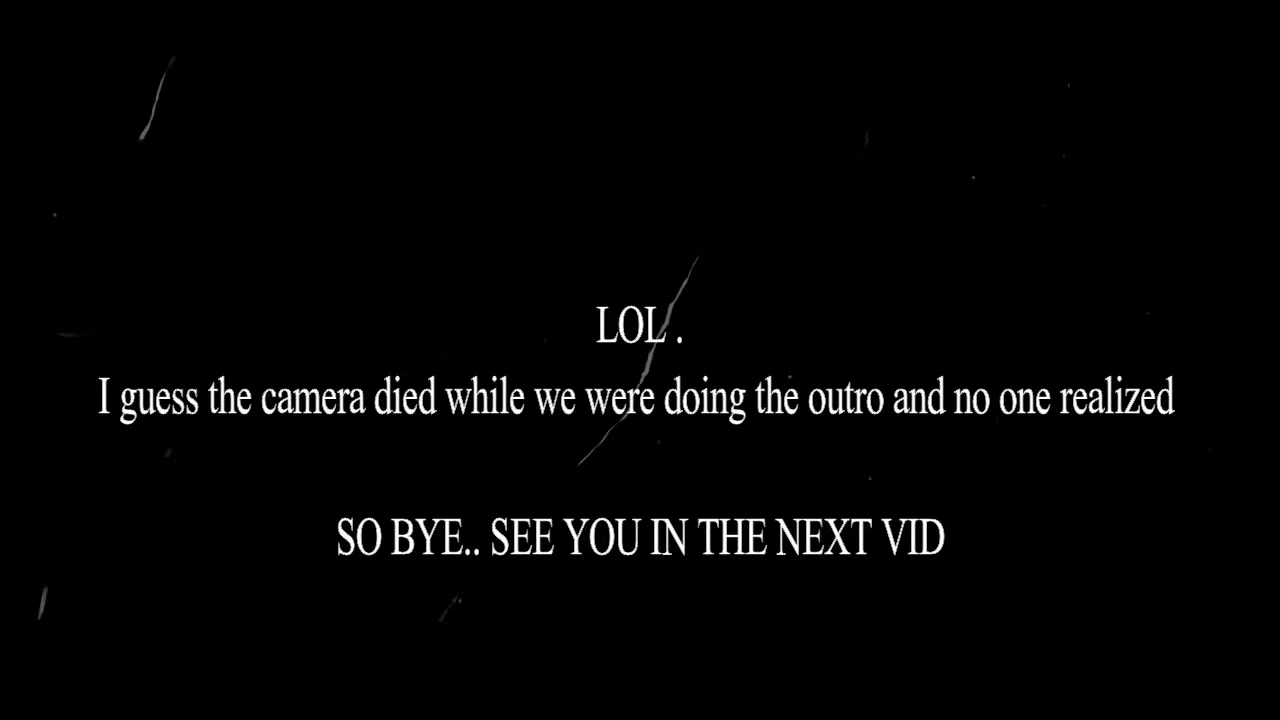 LOL .
I guess the camera died while we were doing the outro and no one realized
SO BYE.. SEE YOU IN THE NEXT VID